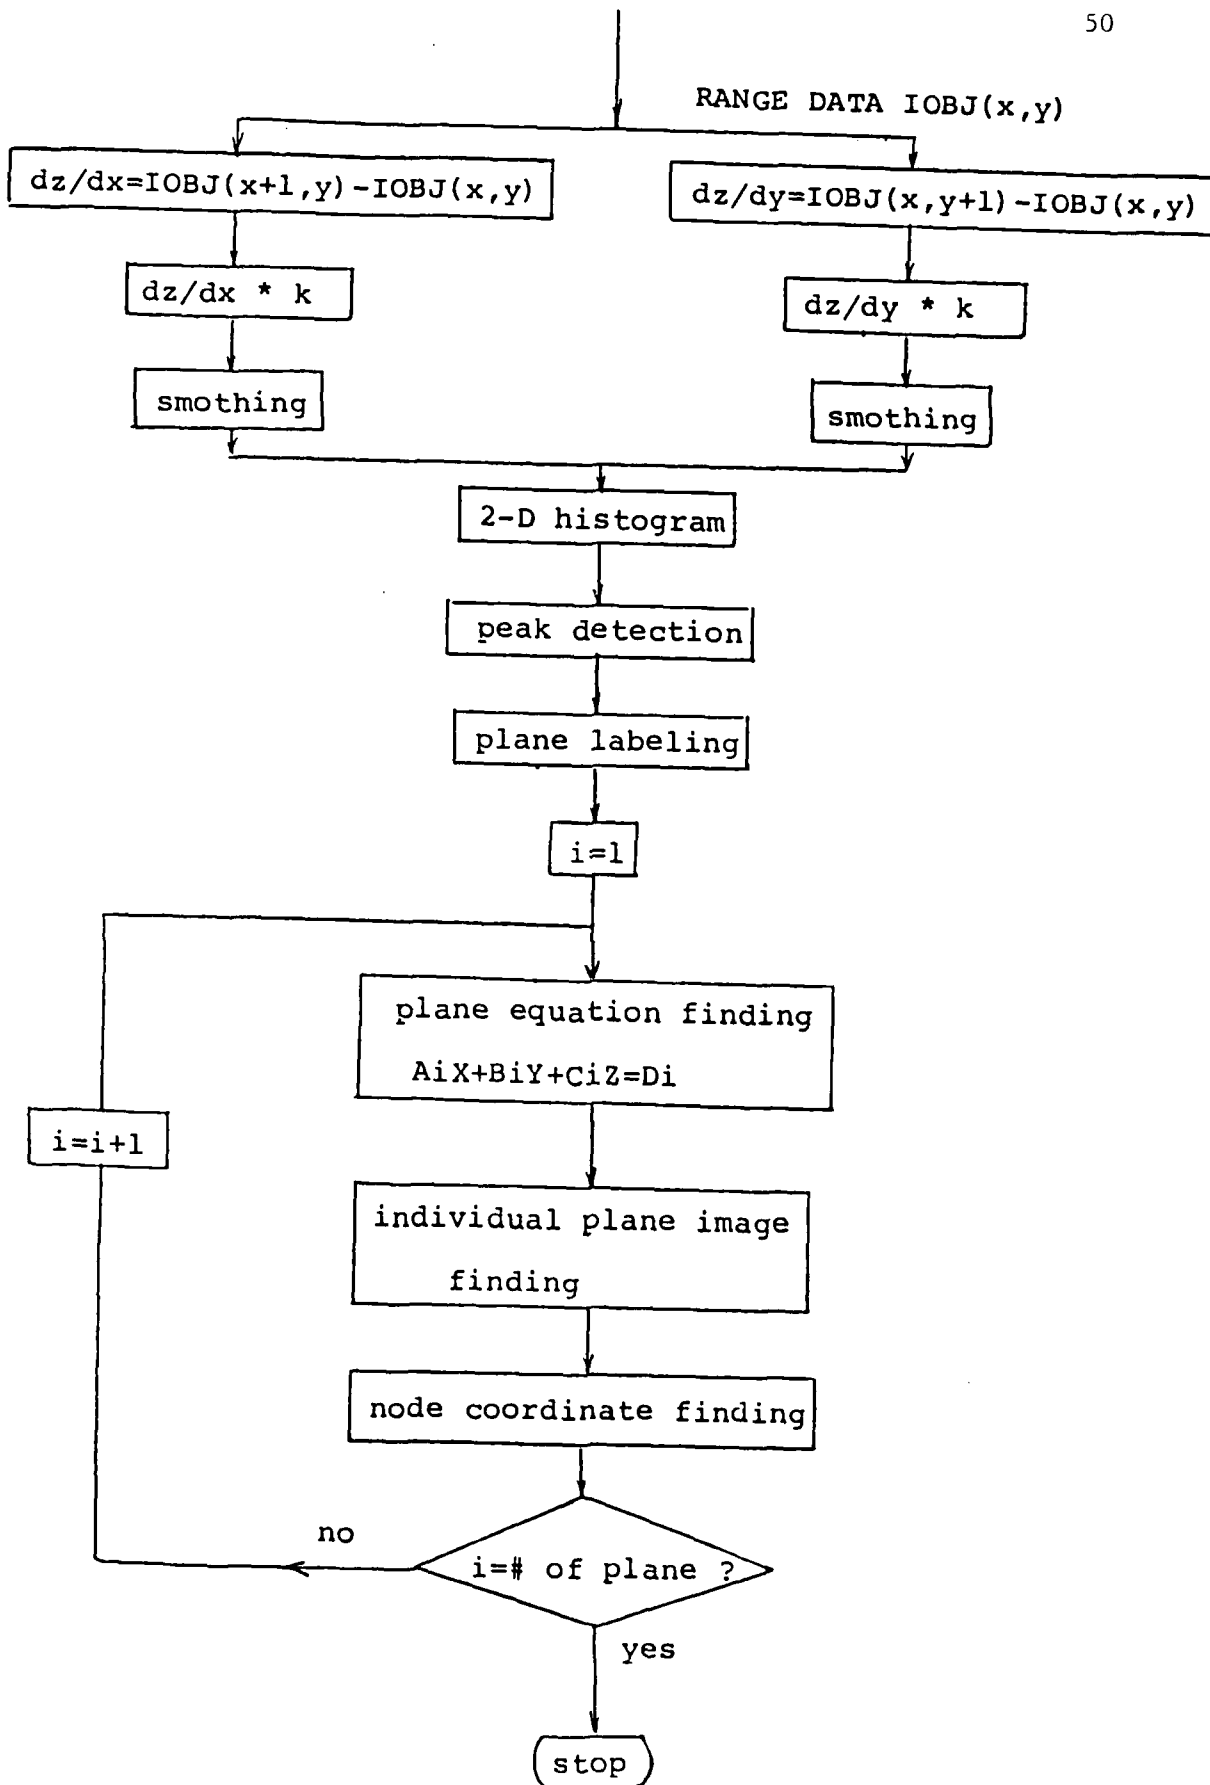 50
RANGE DATA IOBJ(x,y)
dz/dx=IOBJ(x+1,y)-IOBJ(x,y)
dz/dy=IOBJ(x,y+1)-IOBJ(x,y)
dz/dx * k
dz/dy * k
smothing
smothing
2-D histogram
peak detection
plane labeling
i=1
plane equation finding
AiX+BiY+CiZ=Di
i=i+1
individual plane image
finding
node coordinate finding
no
i=# of plane ?
yes
stop